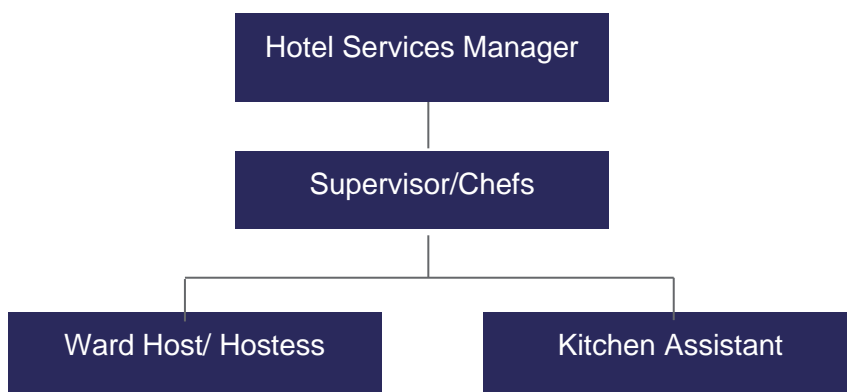 Hotel Services Manager
Supervisor/Chefs
Ward Host/ Hostess
Kitchen Assistant